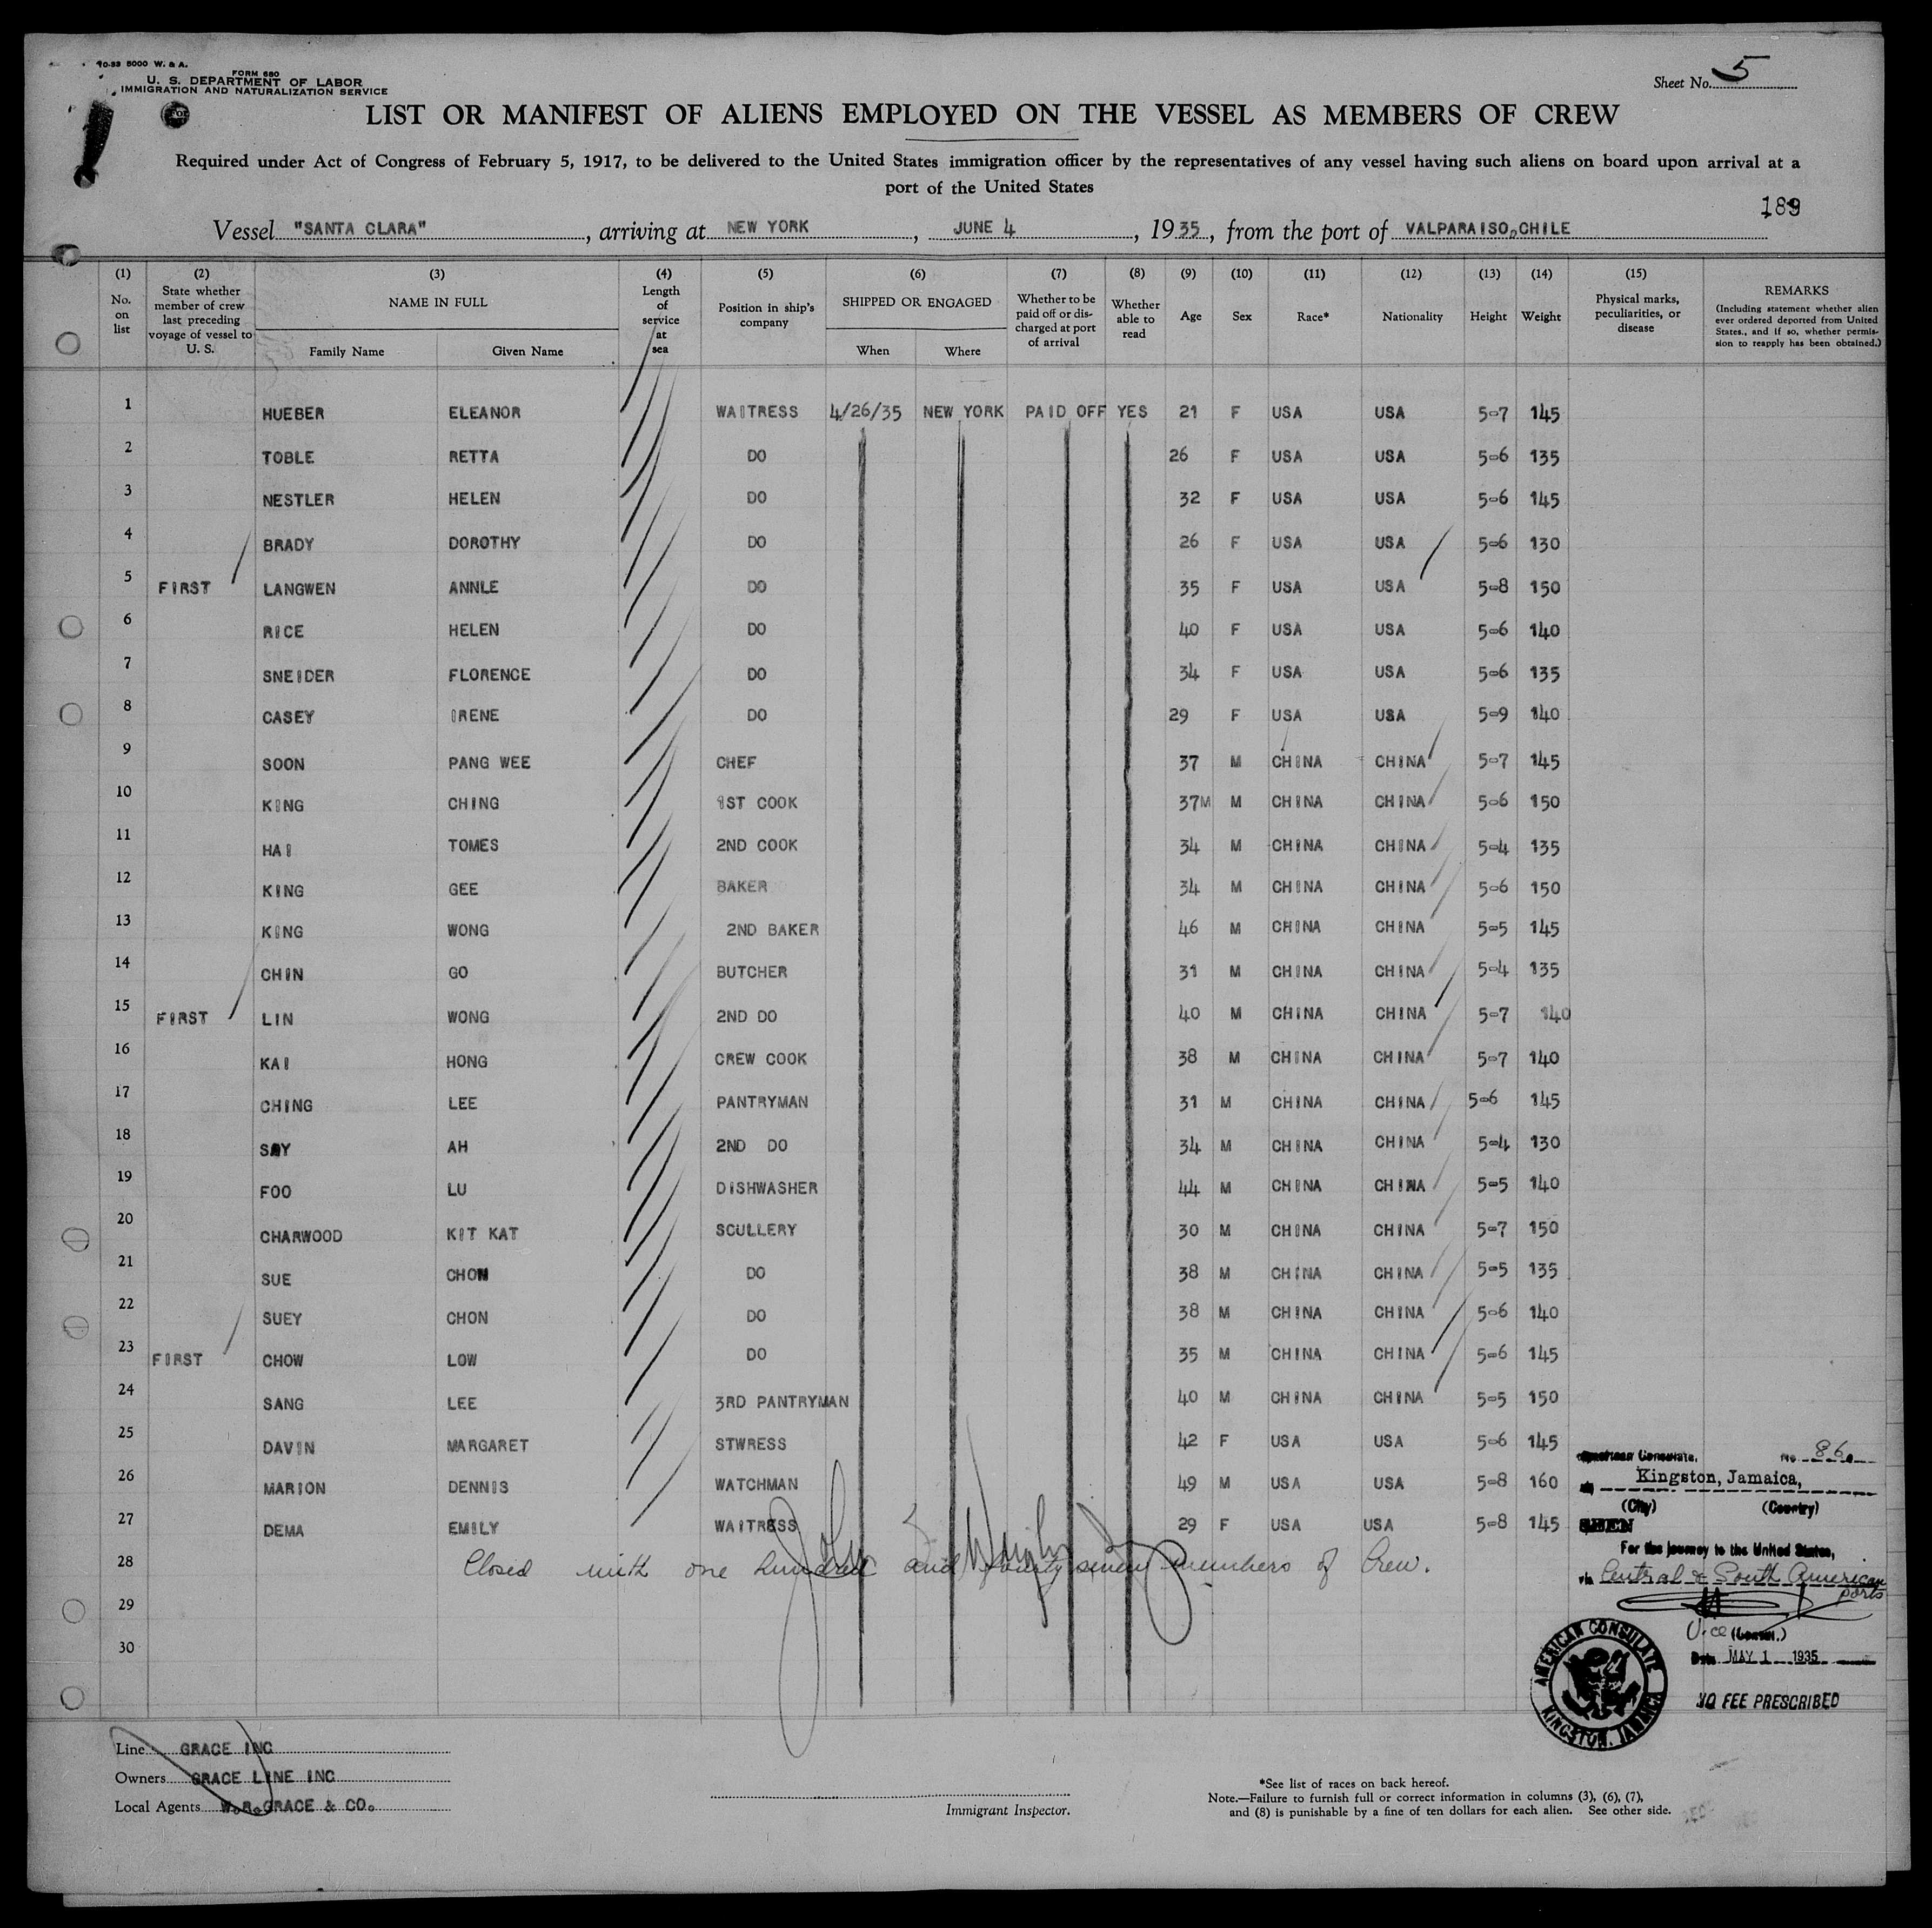 10-33 5000 W. & A.
FORM 680
U. S. DEPARTMENT OF LABOR
IMMIGRATION AND NATURALIZATION SERVICE
Sheet No. 5
LIST OR MANIFEST OF ALIENS EMPLOYED ON THE VESSEL AS MEMBERS OF CREW
Required under Act of Congress of February 5, 1917, to be delivered to the United States immigration officer by the representatives of any vessel having such aliens on board upon arrival at a
port of the United States
189
Vessel "SANTA CLARA", arriving at NEW YORK, JUNE 4, 1935, from the port of VALPARAISO, CHILE
(1) No. on list
(2) State whether member of crew last preceding voyage of vessel to U. S.
(3) NAME IN FULL Family Name Given Name
(4) Length of service at sea
(5) Position in ship's company
(6) SHIPPED OR ENGAGED When Where
(7) Whether to be paid off or discharged at port of arrival
(8) Whether able to read
(9) Age
(10) Sex
(11) Race*
(12) Nationality
(13) Height
(14) Weight
(15) Physical marks, peculiarities, or disease
REMARKS (Including statement whether alien ever ordered deported from United States., and if so, whether permission to reapply has been obtained.)
1 HUEBER ELEANOR WAITRESS 4/26/35 NEW YORK PAID OFF YES 21 F USA USA 5-7 145
2 TOBLE RETTA DO 26 F USA USA 5-6 135
3 NESTLER HELEN DO 32 F USA USA 5-6 145
4 BRADY DOROTHY DO 26 F USA USA 5-6 130
5 FIRST LANGWEN ANNLE DO 35 F USA USA 5-8 150
6 RICE HELEN DO 40 F USA USA 5-6 140
7 SNEIDER FLORENCE DO 34 F USA USA 5-6 135
8 CASEY IRENE DO 29 F USA USA 5-9 140
9 SOON PANG WEE CHEF 37 M CHINA CHINA 5-7 145
10 KING CHING 1ST COOK 37M M CHINA CHINA 5-6 150
11 HAI TOMES 2ND COOK 34 M CHINA CHINA 5-4 135
12 KING GEE BAKER 34 M CHINA CHINA 5-6 150
13 KING WONG 2ND BAKER 46 M CHINA CHINA 5-5 145
14 CHIN GO BUTCHER 31 M CHINA CHINA 5-4 135
15 FIRST LIN WONG 2ND DO 40 M CHINA CHINA 5-7 140
16 KAI HONG CREW COOK 38 M CHINA CHINA 5-7 140
17 CHING LEE PANTRYMAN 31 M CHINA CHINA 5-6 145
18 SAY AH 2ND DO 34 M CHINA CHINA 5-4 130
19 FOO LU DISHWASHER 44 M CHINA CHINA 5-5 140
20 CHARWOOD KIT KAT SCULLERY 30 M CHINA CHINA 5-7 150
21 SUE CHON DO 38 M CHINA CHINA 5-5 135
22 SUEY CHON DO 38 M CHINA CHINA 5-6 140
23 FIRST CHOW LOW DO 35 M CHINA CHINA 5-6 145
24 SANG LEE 3RD PANTRYMAN 40 M CHINA CHINA 5-5 150
25 DAVIN MARGARET STWRESS 42 F USA USA 5-6 145
26 MARION DENNIS WATCHMAN 49 M USA USA 5-8 160
27 DEMA EMILY WAITRESS 29 F USA USA 5-8 145
28 Closed with one hundred and forty seven members of Crew.
29
30
American Consulate, No 86
at Kingston, Jamaica,
(City) (Country)
SEEN
For the journey to the United States,
via Central & South American ports
Vice (Consul.)
Date MAY 1 1935
NO FEE PRESCRIBED
AMERICAN CONSULATE
KINGSTON, JAMAICA
Line GRACE INC
Owners GRACE LINE INC
Local Agents W.R.GRACE & CO.
Immigrant Inspector.
*See list of races on back hereof.
Note.—Failure to furnish full or correct information in columns (3), (6), (7),
and (8) is punishable by a fine of ten dollars for each alien. See other side.